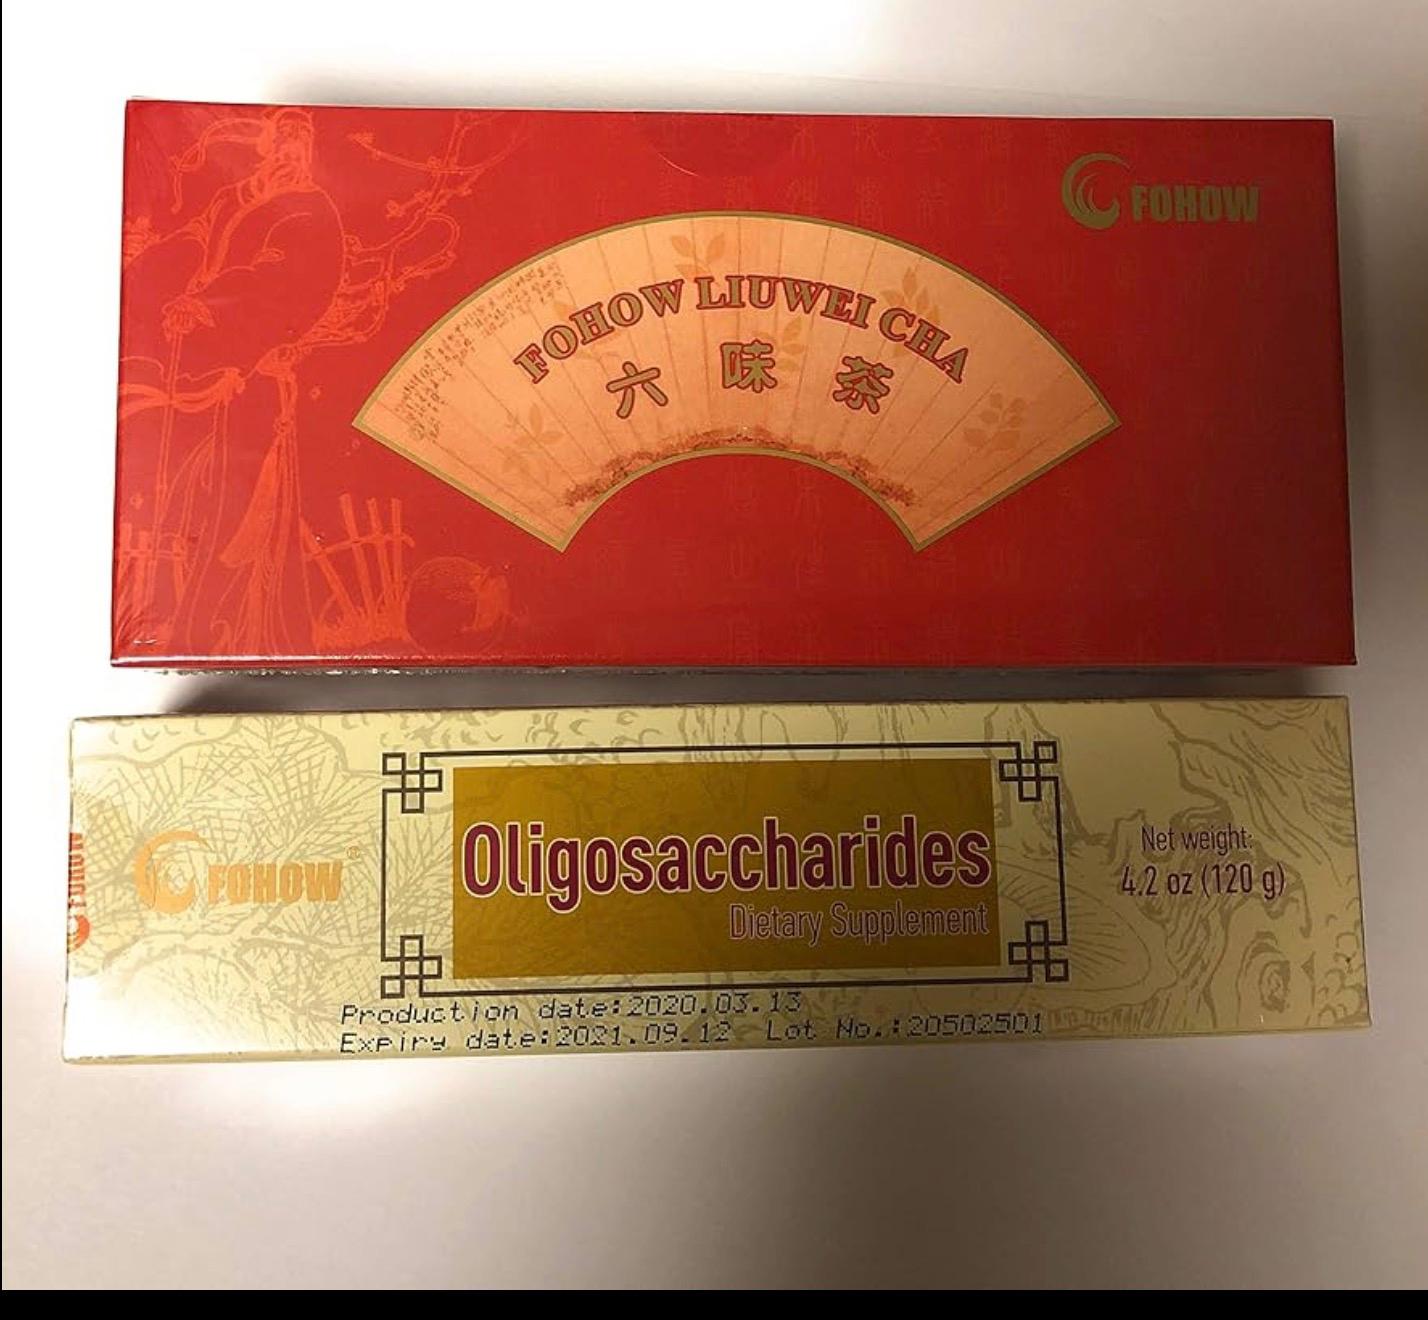 FOHOW
FOHOW LIUWEI CHA
六味茶
FOHOW
FOHOW®
Oligosaccharides
Dietary Supplement
Net weight:
4.2 oz (120 g)
Production date:2020.03.13
Expiry date:2021.09.12 Lot No.:20502501